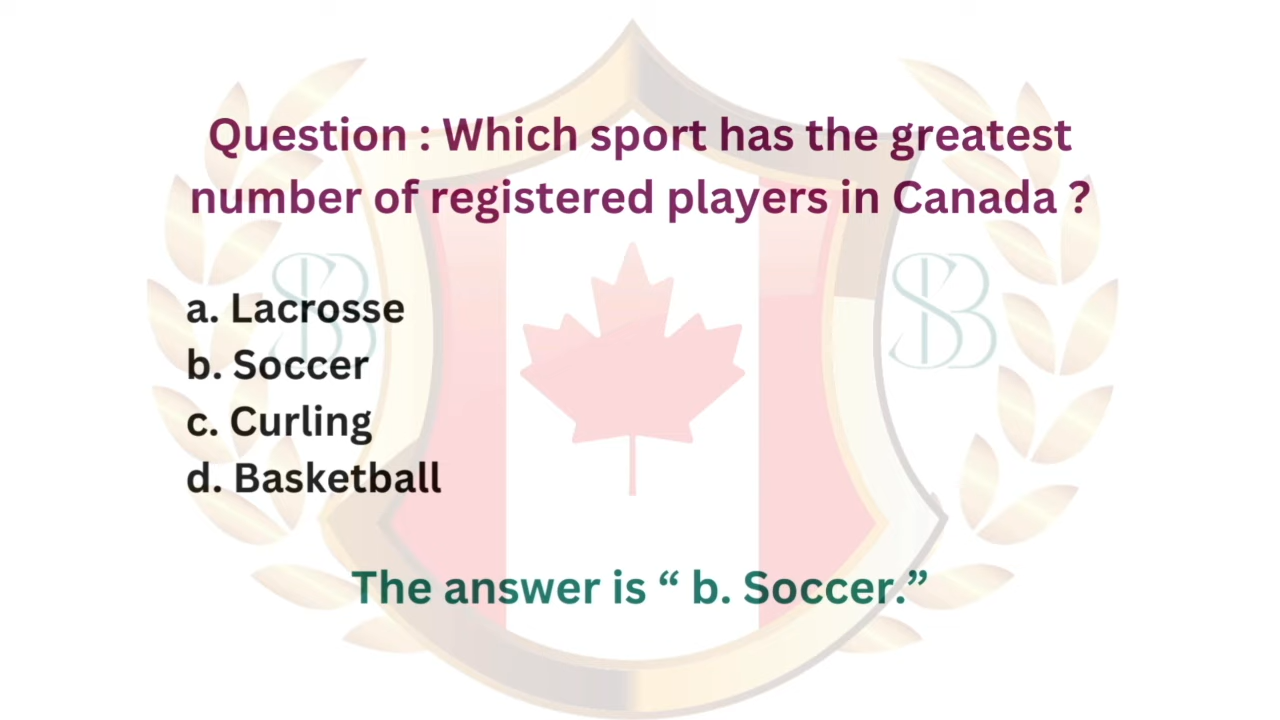 Question : Which sport has the greatest
number of registered players in Canada ?
a. Lacrosse
b. Soccer
c. Curling
d. Basketball
The answer is “ b. Soccer.”